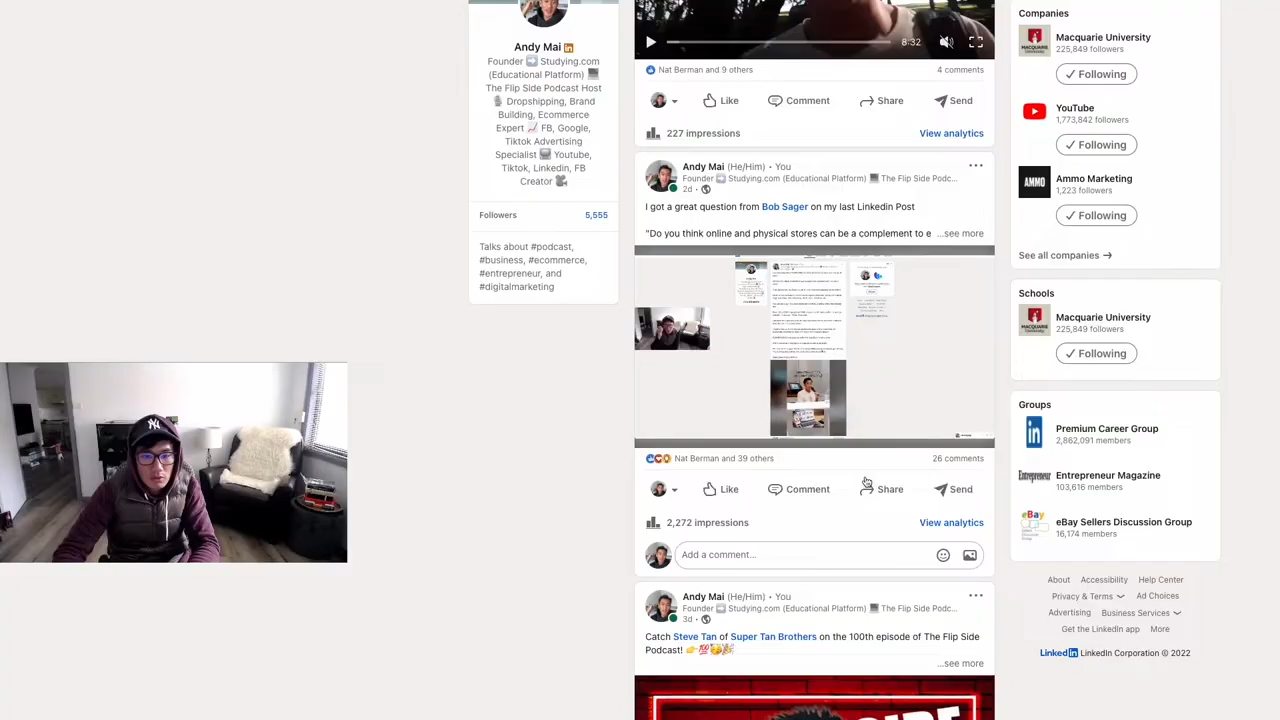 Andy Mai
Founder ➡️ Studying.com
(Educational Platform) 💻
The Flip Side Podcast Host
🎙️ Dropshipping, Brand
Building, Ecommerce
Expert 📈 FB, Google,
Tiktok Advertising
Specialist 💻 Youtube,
Tiktok, Linkedin, FB
Creator 🎥
Followers 5,555
Talks about #podcast,
#business, #ecommerce,
#entrepreneur, and
#digitalmarketing
8:32
Nat Berman and 9 others 4 comments
Like Comment Share Send
227 impressions View analytics
Andy Mai (He/Him) • You
Founder ➡️ Studying.com (Educational Platform) 💻 The Flip Side Podc...
2d •
I got a great question from Bob Sager on my last Linkedin Post
"Do you think online and physical stores can be a complement to e ...see more
Nat Berman and 39 others 26 comments
Like Comment Share Send
2,272 impressions View analytics
Add a comment...
Andy Mai (He/Him) • You
Founder ➡️ Studying.com (Educational Platform) 💻 The Flip Side Podc...
3d •
Catch Steve Tan of Super Tan Brothers on the 100th episode of The Flip Side
Podcast! 👉💯🥳🎉
...see more
SIDE
Companies
Macquarie University
225,849 followers
✓ Following
YouTube
1,773,842 followers
✓ Following
AMMO
Ammo Marketing
1,223 followers
✓ Following
See all companies →
Schools
Macquarie University
225,849 followers
✓ Following
Groups
in
Premium Career Group
2,862,091 members
Entrepreneur
Entrepreneur Magazine
103,616 members
ebay
eBay Sellers Discussion Group
16,174 members
About Accessibility Help Center
Privacy & Terms Ad Choices
Advertising Business Services
Get the LinkedIn app More
LinkedIn LinkedIn Corporation © 2022
NY